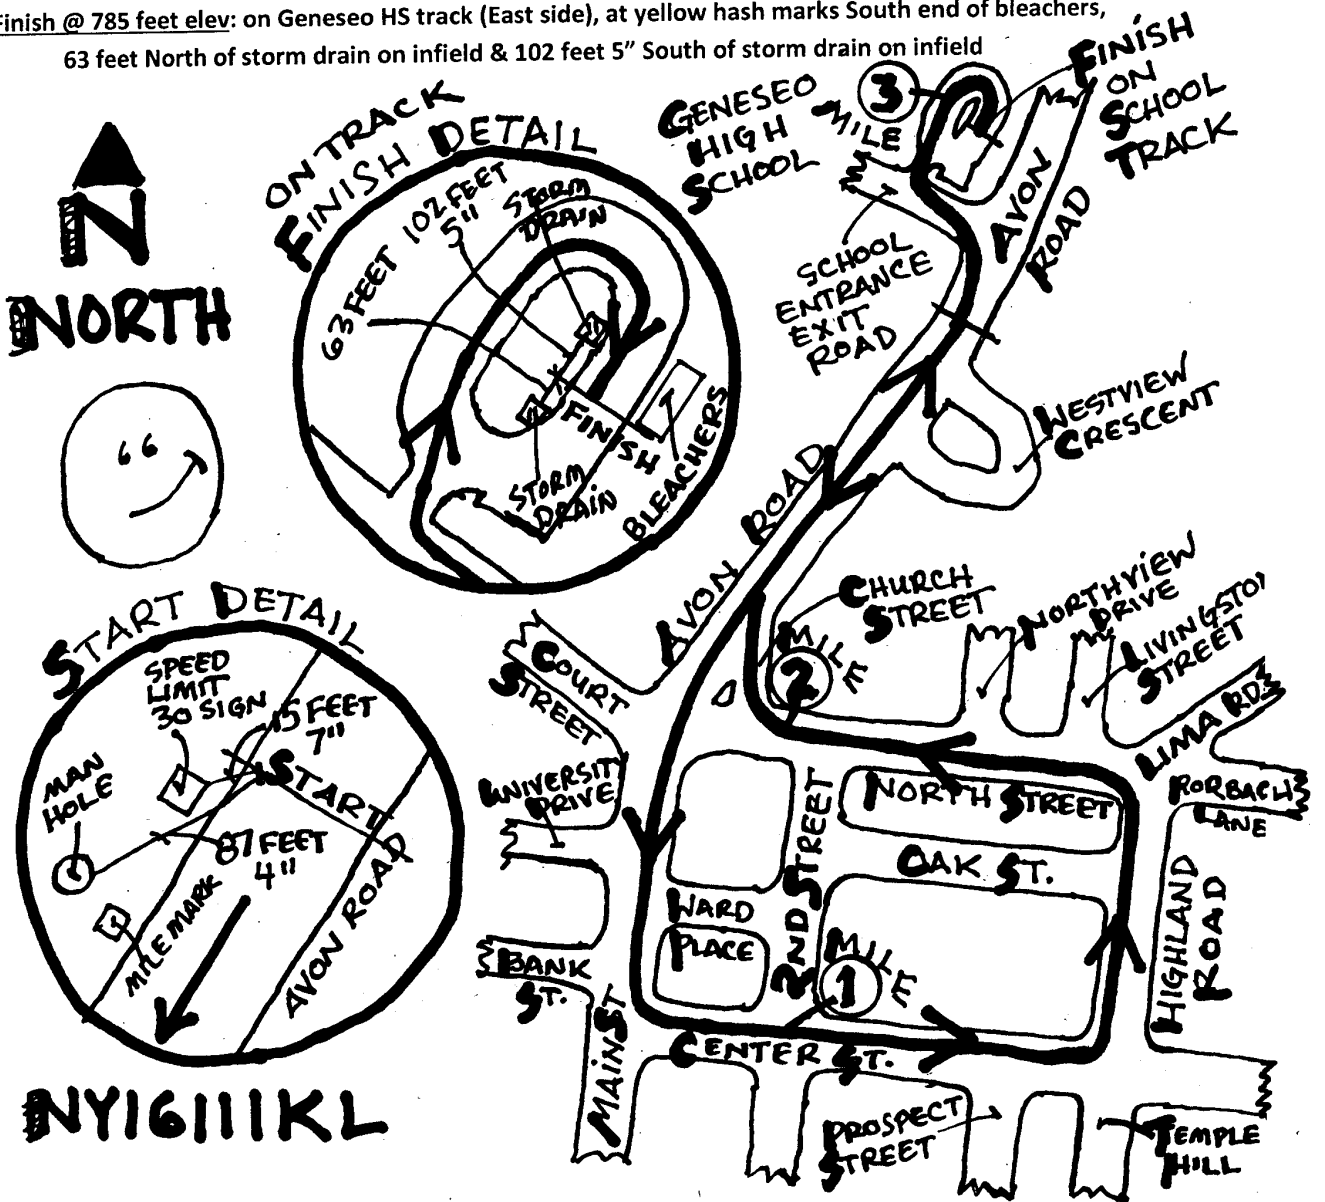 Finish @ 785 feet elev: on Geneseo HS track (East side), at yellow hash marks South end of bleachers,
63 feet North of storm drain on infield & 102 feet 5” South of storm drain on infield
N
NORTH
ON TRACK
FINISH DETAIL
63 FEET
102 FEET
5"
STORM
DRAIN
FINISH
STORM
DRAIN
BLEACHERS
GENESEO
HIGH
SCHOOL
3
MILE
FINISH
ON
SCHOOL
TRACK
AVON
ROAD
SCHOOL
ENTRANCE
EXIT
ROAD
WESTVIEW
CRESCENT
AVON ROAD
CHURCH
STREET
NORTHVIEW
DRIVE
LIVINGSTO
STREET
LIMA RD.
RORBACH
LANE
MILE
2
COURT
STREET
UNIVERSITY
DRIVE
NORTH STREET
OAK ST.
2ND STREET
WARD
PLACE
MILE
1
HIGHLAND
ROAD
BANK
ST.
MAIN ST
CENTER ST.
PROSPECT
STREET
TEMPLE
HILL
START DETAIL
SPEED
LIMIT
30 SIGN
15 FEET
7"
START
MAN
HOLE
87 FEET
4"
MILE MARK
AVON ROAD
NY16111KL